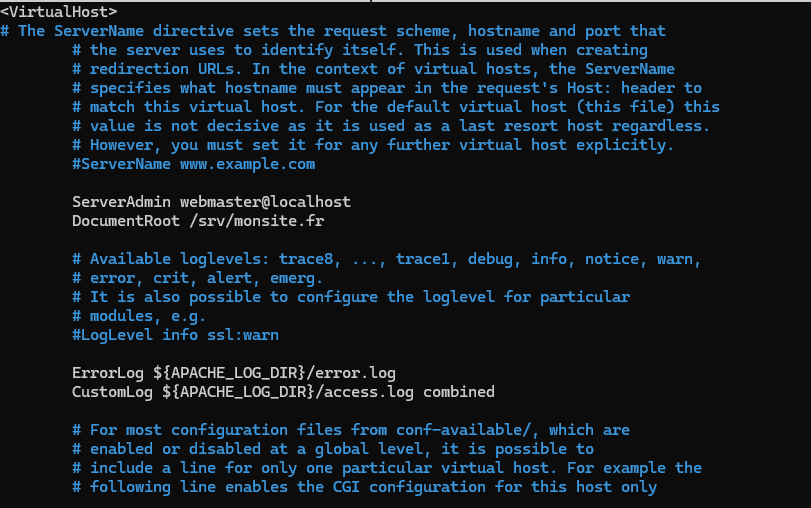 <VirtualHost>
# The ServerName directive sets the request scheme, hostname and port that
# the server uses to identify itself. This is used when creating
# redirection URLs. In the context of virtual hosts, the ServerName
# specifies what hostname must appear in the request's Host: header to
# match this virtual host. For the default virtual host (this file) this
# value is not decisive as it is used as a last resort host regardless.
# However, you must set it for any further virtual host explicitly.
#ServerName www.example.com
ServerAdmin webmaster@localhost
DocumentRoot /srv/monsite.fr
# Available loglevels: trace8, ..., trace1, debug, info, notice, warn,
# error, crit, alert, emerg.
# It is also possible to configure the loglevel for particular
# modules, e.g.
#LogLevel info ssl:warn
ErrorLog ${APACHE_LOG_DIR}/error.log
CustomLog ${APACHE_LOG_DIR}/access.log combined
# For most configuration files from conf-available/, which are
# enabled or disabled at a global level, it is possible to
# include a line for only one particular virtual host. For example the
# following line enables the CGI configuration for this host only